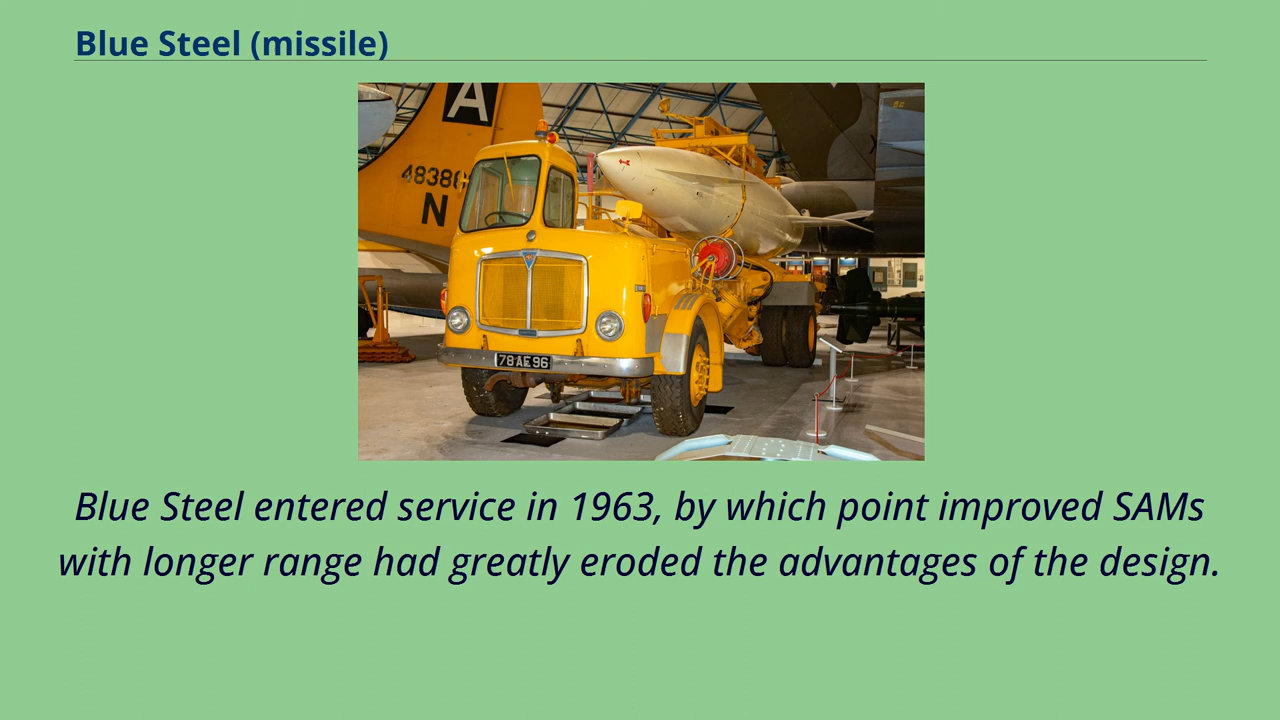 Blue Steel (missile)
A
48386
N
78 AE 96
Blue Steel entered service in 1963, by which point improved SAMs
with longer range had greatly eroded the advantages of the design.